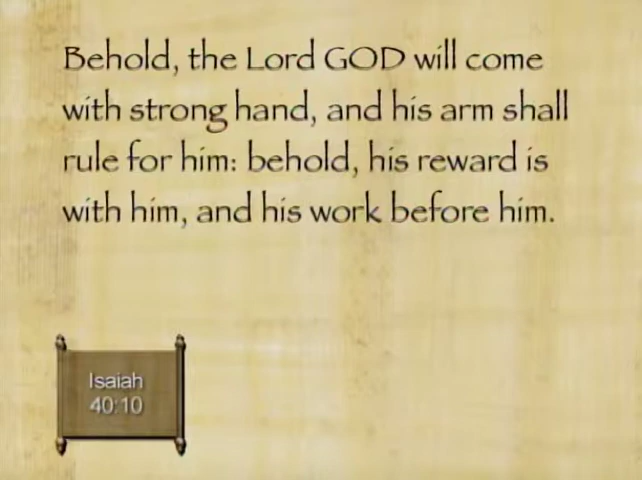 Behold, the Lord GOD will come
with strong hand, and his arm shall
rule for him: behold, his reward is
with him, and his work before him.
Isaiah
40:10